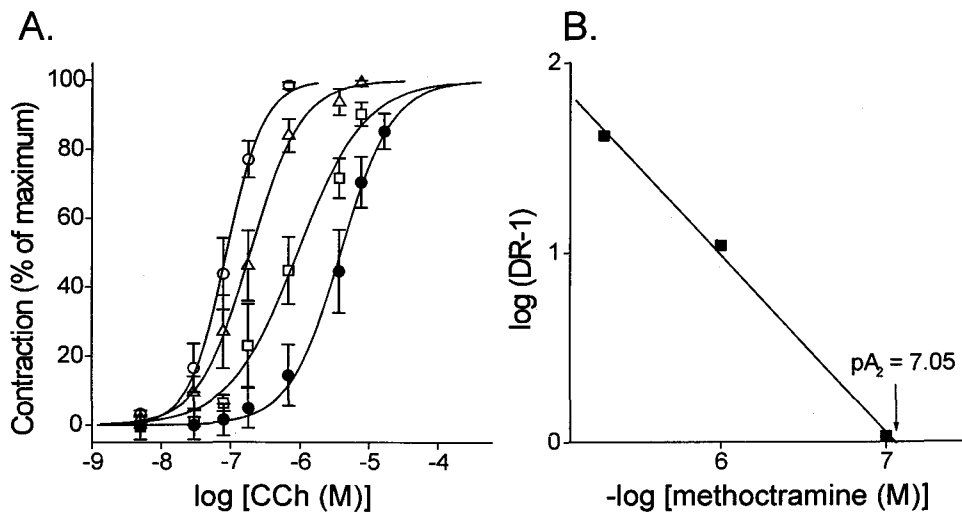 A.
Contraction (% of maximum)
100
80
60
40
20
0
-9
-8
-7
-6
-5
-4
log [CCh (M)]
B.
log (DR-1)
2
1
0
pA₂ = 7.05
6
7
-log [methoctramine (M)]